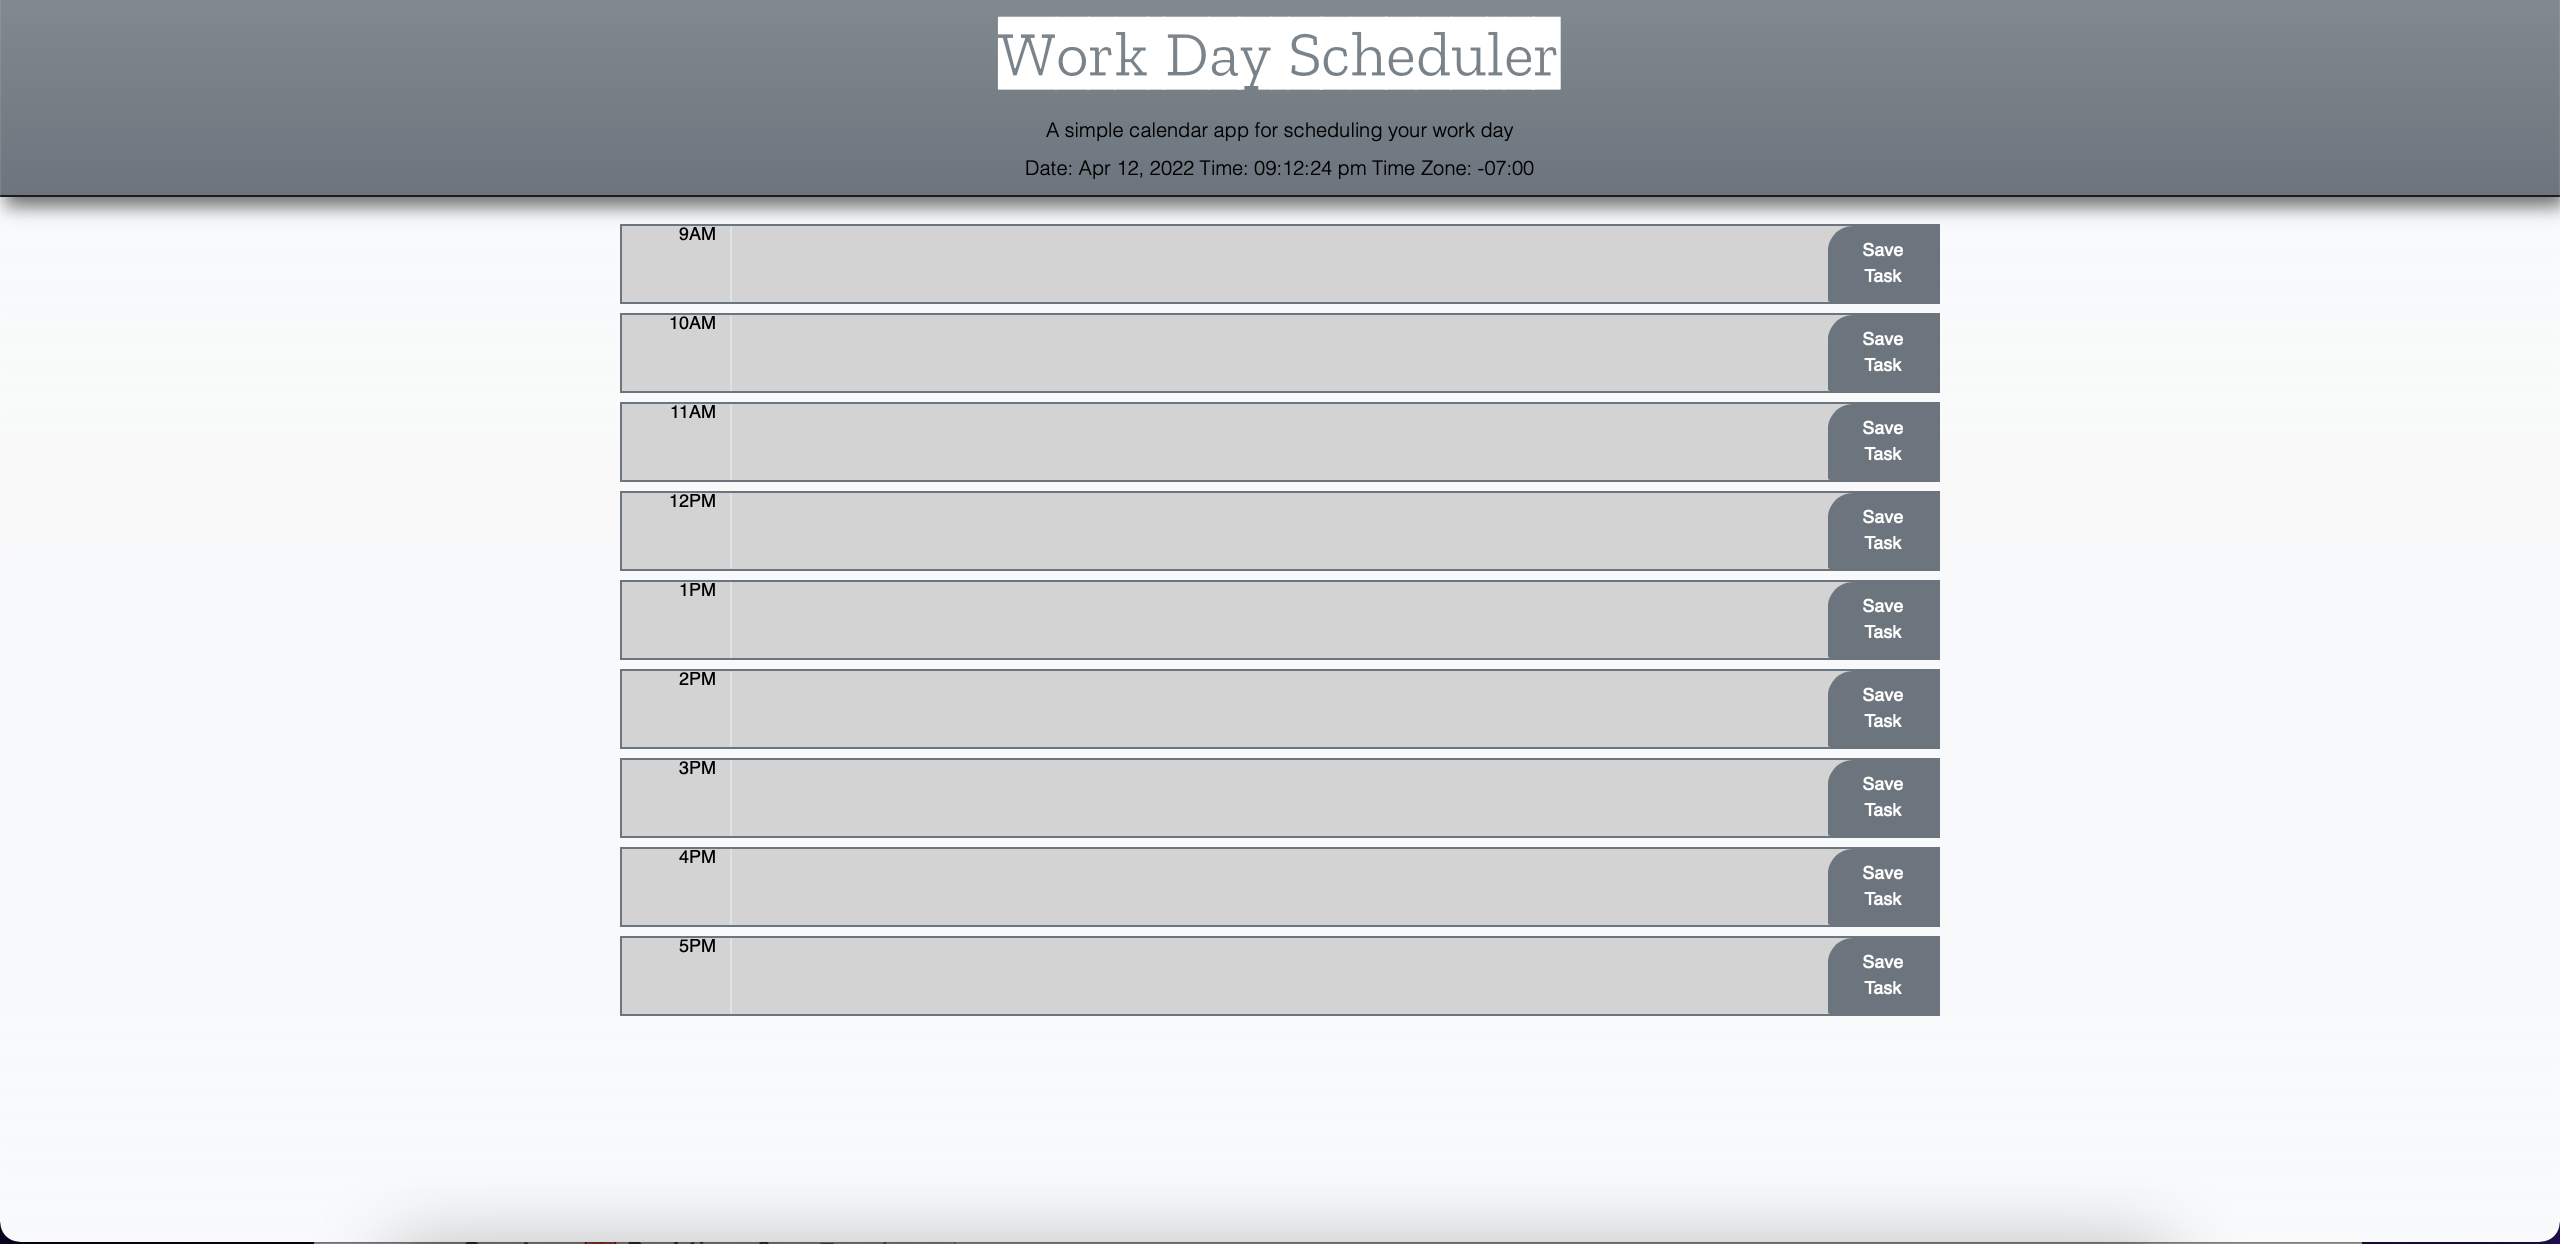 Work Day Scheduler
A simple calendar app for scheduling your work day
Date: Apr 12, 2022 Time: 09:12:24 pm Time Zone: -07:00
9AM
Save
Task
10AM
Save
Task
11AM
Save
Task
12PM
Save
Task
1PM
Save
Task
2PM
Save
Task
3PM
Save
Task
4PM
Save
Task
5PM
Save
Task